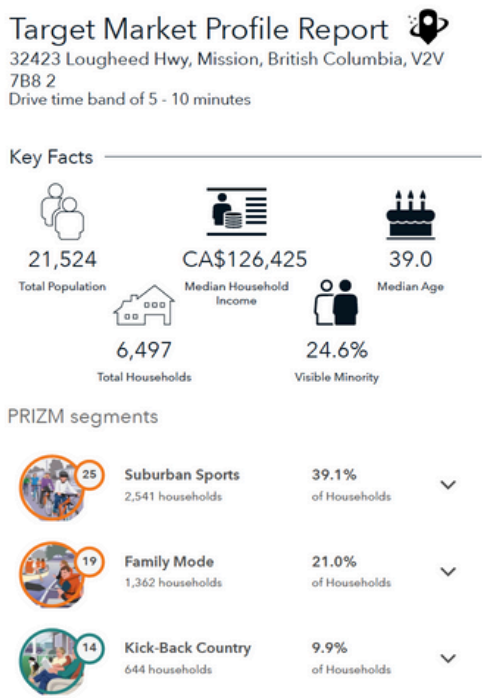 Target Market Profile Report
32423 Lougheed Hwy, Mission, British Columbia, V2V
7B8 2
Drive time band of 5 - 10 minutes
Key Facts
21,524
Total Population
CA$126,425
Median Household
Income
39.0
Median Age
6,497
Total Households
24.6%
Visible Minority
PRIZM segments
25
Suburban Sports
2,541 households
39.1%
of Households
19
Family Mode
1,362 households
21.0%
of Households
14
Kick-Back Country
644 households
9.9%
of Households